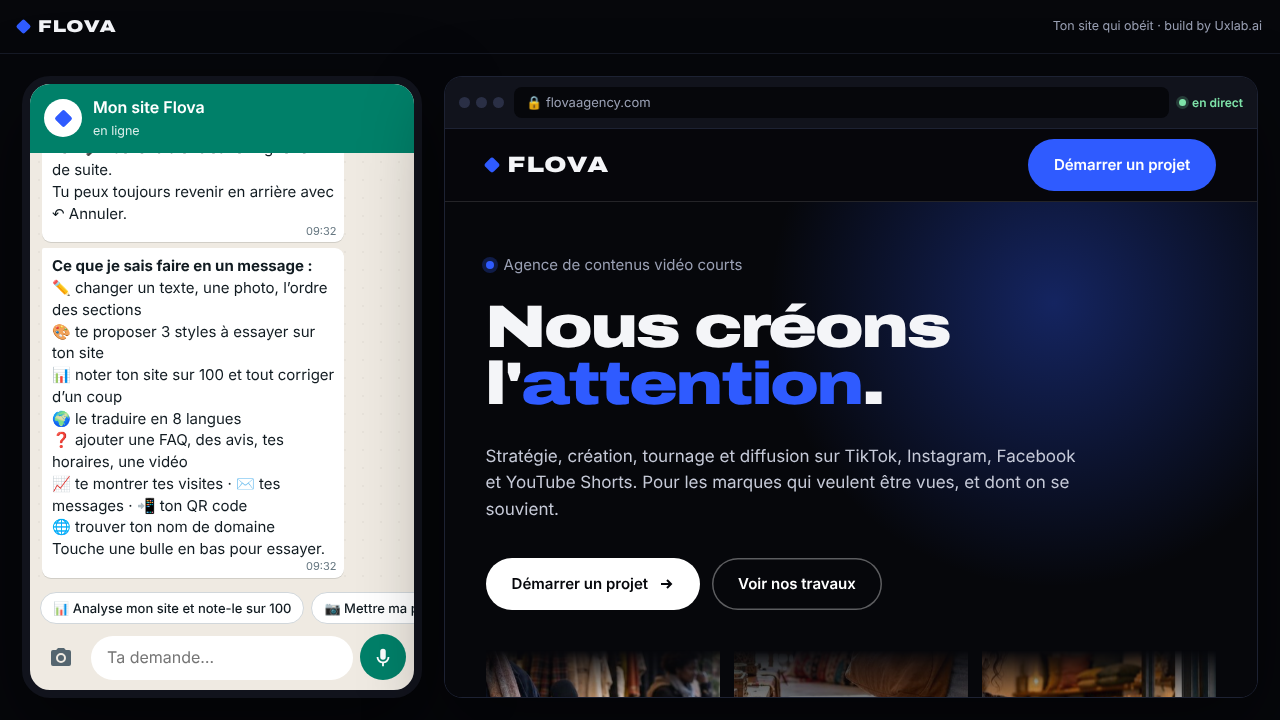 FLOVA
Ton site qui obéit · build by Uxlab.ai
Mon site Flova
en ligne
de suite.
Tu peux toujours revenir en arrière avec
↶ Annuler.
09:32
Ce que je sais faire en un message :
✏️ changer un texte, une photo, l’ordre
des sections
🎨 te proposer 3 styles à essayer sur
ton site
📊 noter ton site sur 100 et tout corriger
d’un coup
🌍 le traduire en 8 langues
❓ ajouter une FAQ, des avis, tes
horaires, une vidéo
📈 te montrer tes visites · ✉️ tes
messages · 📲 ton QR code
🌐 trouver ton nom de domaine
Touche une bulle en bas pour essayer.
09:32
📊 Analyse mon site et note-le sur 100
📷 Mettre ma
Ta demande...
🔒 flovaagency.com
en direct
FLOVA
Démarrer un projet
Agence de contenus vidéo courts
Nous créons
l'attention.
Stratégie, création, tournage et diffusion sur TikTok, Instagram, Facebook
et YouTube Shorts. Pour les marques qui veulent être vues, et dont on se
souvient.
Démarrer un projet →
Voir nos travaux